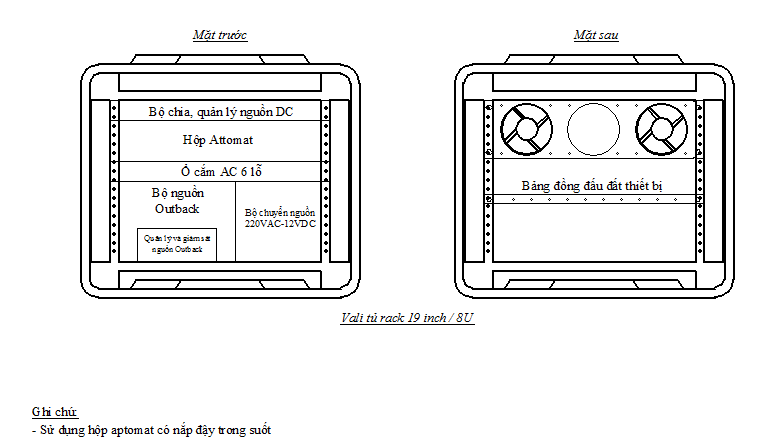 Mặt trước
Mặt sau
Bộ chia, quản lý nguồn DC
Hộp Attomat
Ổ cắm AC 6 lỗ
Bộ nguồn
Outback
Bộ chuyển nguồn
220VAC-12VDC
Quản lý và giám sát
nguồn Outback
Bảng đồng đấu đất thiết bị
Vali tủ rack 19 inch / 8U
Ghi chú:
- Sử dụng hộp aptomat có nắp đậy trong suốt